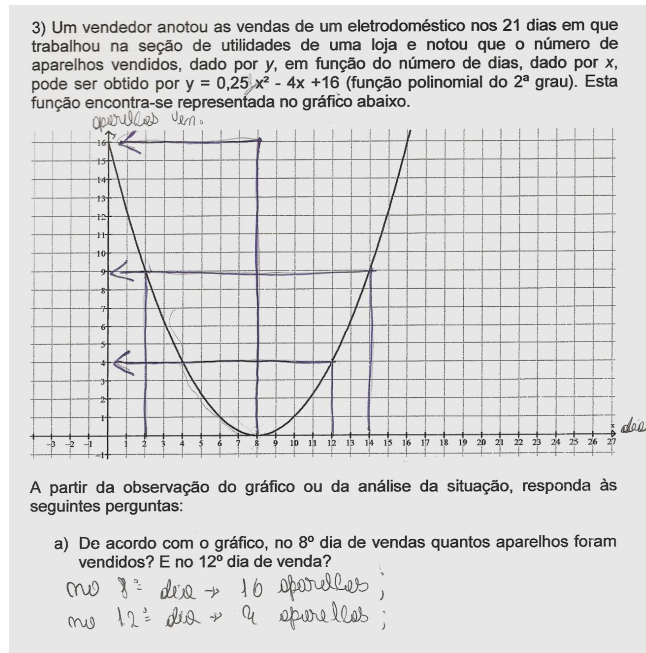 3) Um vendedor anotou as vendas de um eletrodoméstico nos 21 dias em que
trabalhou na seção de utilidades de uma loja e notou que o número de
aparelhos vendidos, dado por y, em função do número de dias, dado por x,
pode ser obtido por y = 0,25 x² - 4x +16 (função polinomial do 2ª grau). Esta
função encontra-se representada no gráfico abaixo.
aparelhos ven.
16
15
14
13
12
11
10
9
8
7
6
5
4
3
2
1
-3 -2 -1 1 2 3 4 5 6 7 8 9 10 11 12 13 14 15 16 17 18 19 20 21 22 23 24 25 26 27
x
dia
-1
A partir da observação do gráfico ou da análise da situação, responda às
seguintes perguntas:
a) De acordo com o gráfico, no 8º dia de vendas quantos aparelhos foram
vendidos? E no 12º dia de venda?
no 8º dia → 16 aparelhos ;
no 12º dia → 4 aparelhos ;